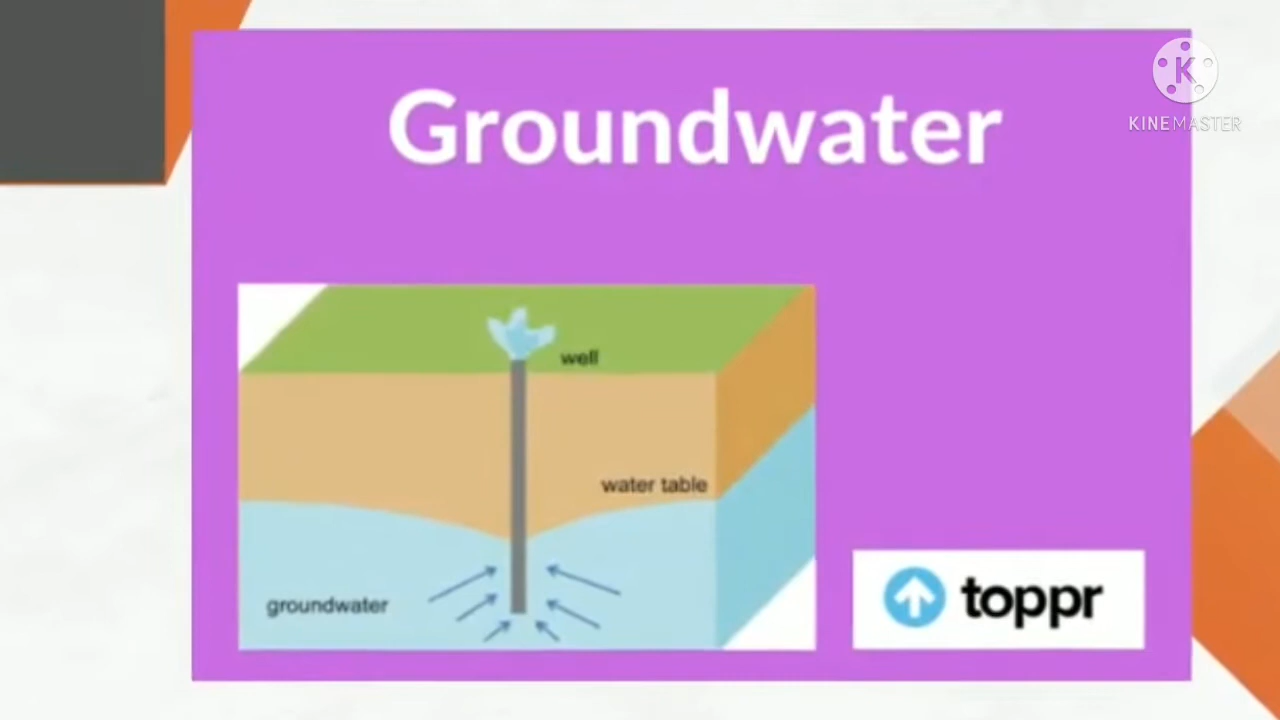 Groundwater
K
KINEMASTER
well
water table
groundwater
toppr